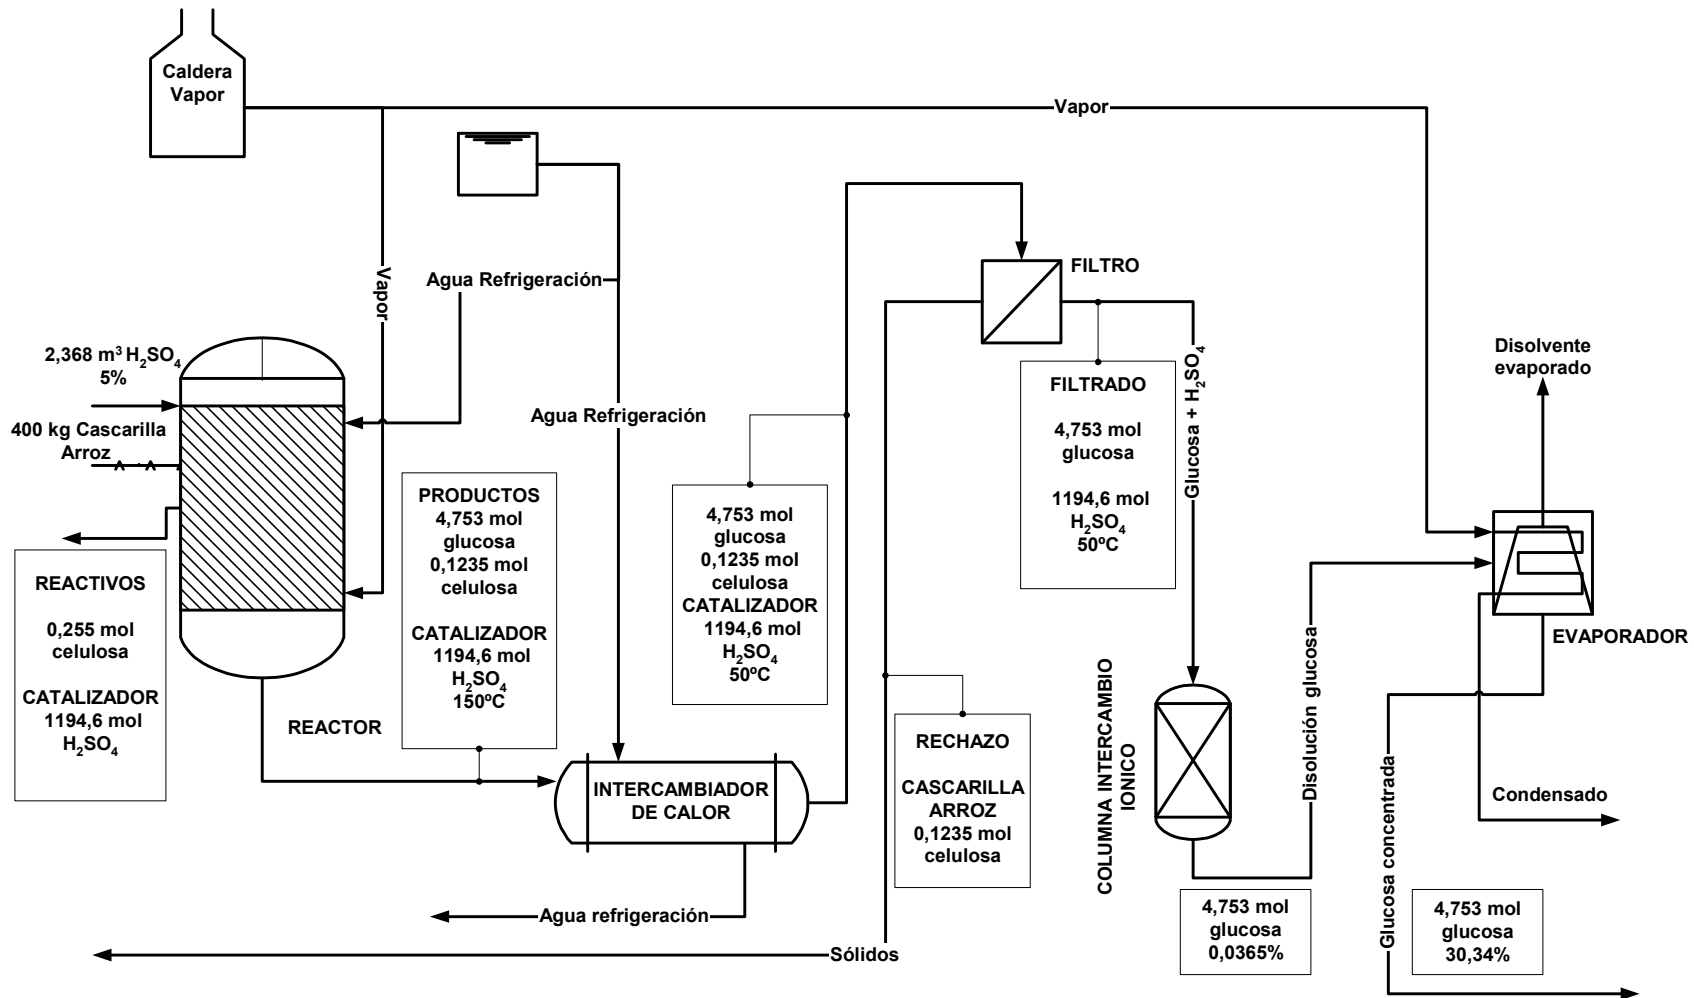 Caldera
Vapor
Vapor
Vapor
Agua Refrigeración
FILTRO
2,368 m³ H₂SO₄
5%
400 kg Cascarilla
Arroz
Agua Refrigeración
Glucosa + H₂SO₄
Disolvente
evaporado
FILTRADO
4,753 mol
glucosa
1194,6 mol
H₂SO₄
50ºC
PRODUCTOS
4,753 mol
glucosa
0,1235 mol
celulosa
CATALIZADOR
1194,6 mol
H₂SO₄
150ºC
4,753 mol
glucosa
0,1235 mol
celulosa
CATALIZADOR
1194,6 mol
H₂SO₄
50ºC
REACTIVOS
0,255 mol
celulosa
CATALIZADOR
1194,6 mol
H₂SO₄
REACTOR
EVAPORADOR
Disolución glucosa
COLUMNA INTERCAMBIO
IONICO
RECHAZO
CASCARILLA
ARROZ
0,1235 mol
celulosa
INTERCAMBIADOR
DE CALOR
Condensado
Glucosa concentrada
Agua refrigeración
4,753 mol
glucosa
0,0365%
4,753 mol
glucosa
30,34%
Sólidos